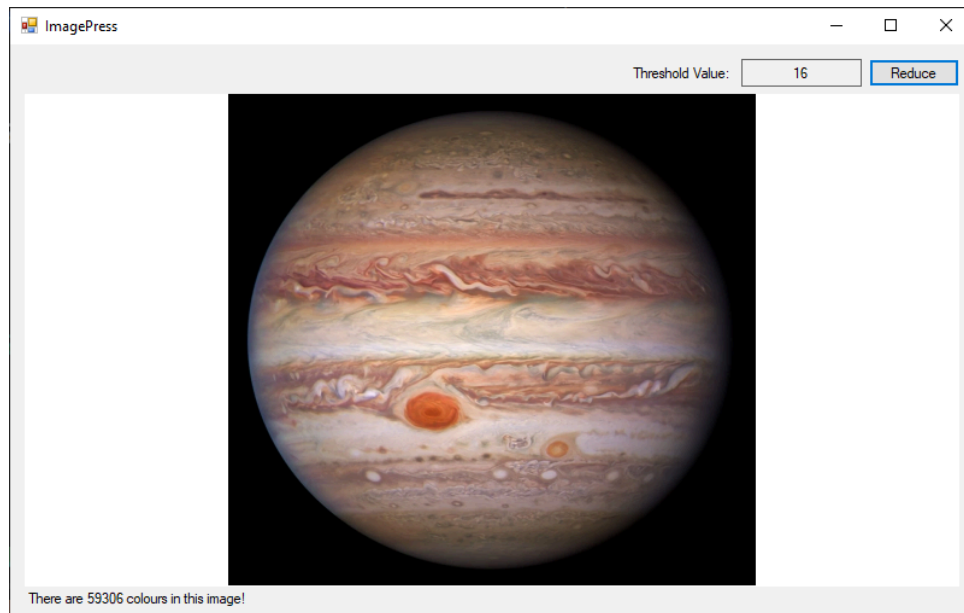 ImagePress
Threshold Value: 16 Reduce
There are 59306 colours in this image!